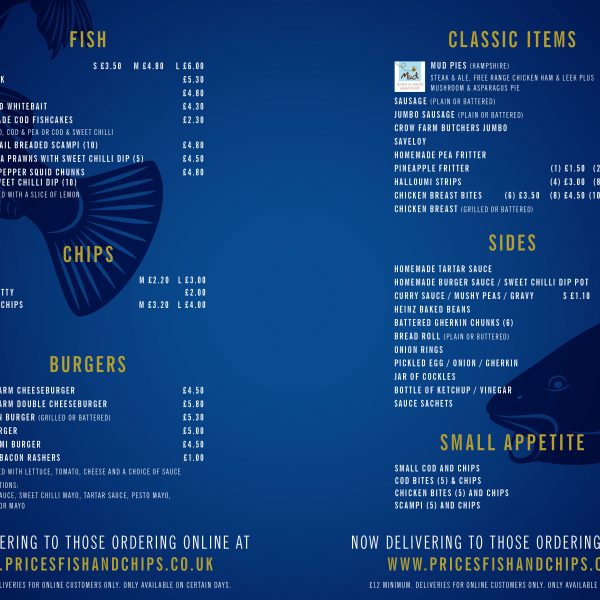 FISH
S £3.50 M £4.80 L £6.00
K £5.30
£4.80
D WHITEBAIT £4.30
ADE COD FISHCAKES £2.30
D, COD & PEA OR COD & SWEET CHILLI
AIL BREADED SCAMPI (10) £4.80
A PRAWNS WITH SWEET CHILLI DIP (5) £4.50
PEPPER SQUID CHUNKS £4.80
WEET CHILLI DIP (10)
ED WITH A SLICE OF LEMON
CHIPS
M £2.20 L £3.00
TTY £2.00
CHIPS M £3.20 L £4.00
BURGERS
ARM CHEESEBURGER £4.50
ARM DOUBLE CHEESEBURGER £5.80
N BURGER (GRILLED OR BATTERED) £5.30
RGER £5.00
MI BURGER £4.50
BACON RASHERS £1.00
ED WITH LETTUCE, TOMATO, CHEESE AND A CHOICE OF SAUCE
TIONS:
AUCE, SWEET CHILLI MAYO, TARTAR SAUCE, PESTO MAYO,
OR MAYO
ERING TO THOSE ORDERING ONLINE AT
.PRICESFISHANDCHIPS.CO.UK
ELIVERIES FOR ONLINE CUSTOMERS ONLY. ONLY AVAILABLE ON CERTAIN DAYS.
CLASSIC ITEMS
Mud
MUD PIES (HAMPSHIRE)
STEAK & ALE, FREE RANGE CHICKEN HAM & LEEK PLUS
MUSHROOM & ASPARAGUS PIE
SAUSAGE (PLAIN OR BATTERED)
JUMBO SAUSAGE (PLAIN OR BATTERED)
CROW FARM BUTCHERS JUMBO
SAVELOY
HOMEMADE PEA FRITTER
PINEAPPLE FRITTER (1) £1.50 (2
HALLOUMI STRIPS (4) £3.00 (8
CHICKEN BREAST BITES (6) £3.50 (8) £4.50 (10
CHICKEN BREAST (GRILLED OR BATTERED)
SIDES
HOMEMADE TARTAR SAUCE
HOMEMADE BURGER SAUCE / SWEET CHILLI DIP POT
CURRY SAUCE / MUSHY PEAS / GRAVY S £1.10
HEINZ BAKED BEANS
BATTERED GHERKIN CHUNKS (6)
BREAD ROLL (PLAIN OR BUTTERED)
ONION RINGS
PICKLED EGG / ONION / GHERKIN
JAR OF COCKLES
BOTTLE OF KETCHUP / VINEGAR
SAUCE SACHETS
SMALL APPETITE
SMALL COD AND CHIPS
COD BITES (5) & CHIPS
CHICKEN BITES (5) AND CHIPS
SCAMPI (5) AND CHIPS
NOW DELIVERING TO THOSE ORDERING
WWW.PRICESFISHANDCHIPS.C
£12 MINIMUM. DELIVERIES FOR ONLINE CUSTOMERS ONLY. ONLY AVAILABLE